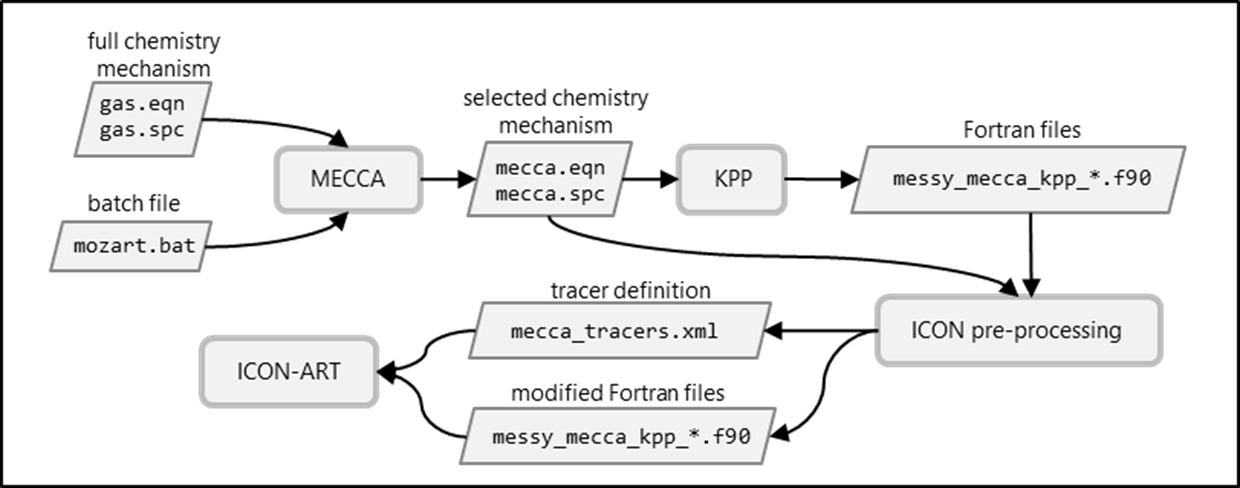 full chemistry
mechanism
gas.eqn
gas.spc
batch file
mozart.bat
MECCA
selected chemistry
mechanism
mecca.eqn
mecca.spc
KPP
Fortran files
messy_mecca_kpp_*.f90
ICON pre-processing
tracer definition
mecca_tracers.xml
modified Fortran files
messy_mecca_kpp_*.f90
ICON-ART